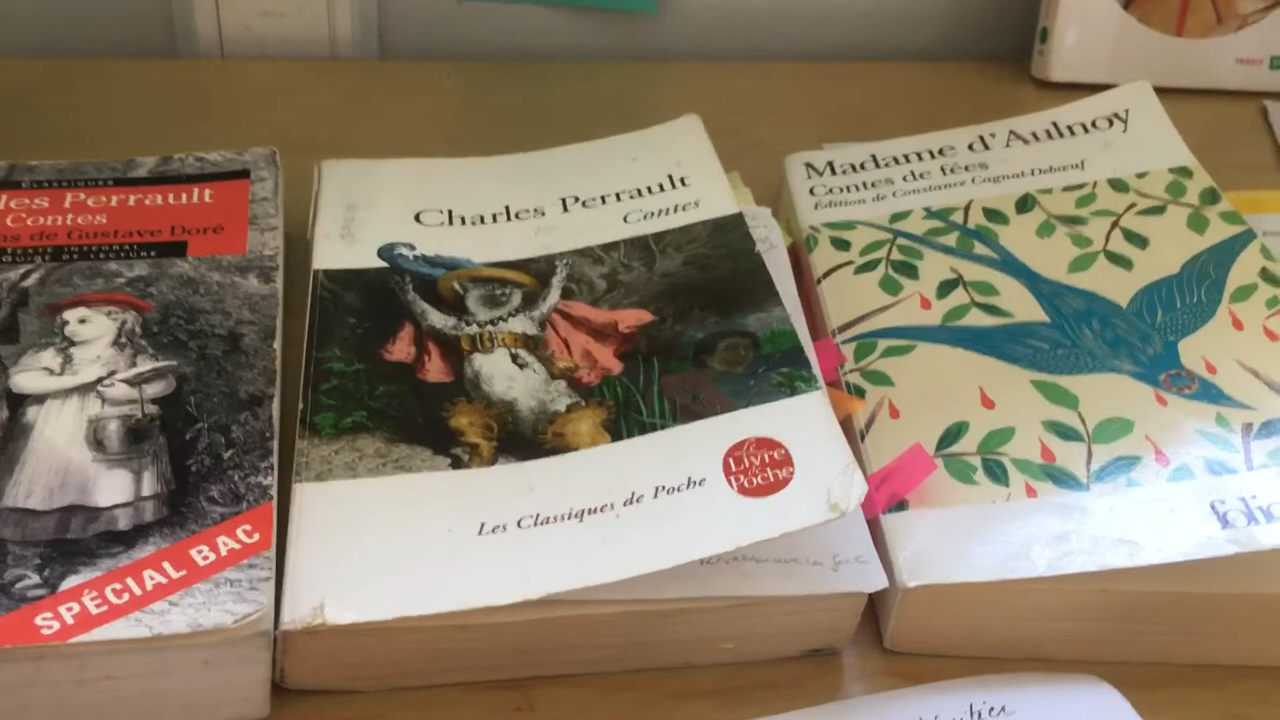 CLASSIQUES
les Perrault
Contes
ns de Gustave Doré
TEXTE INTÉGRAL
GUIDE DE LECTURE
SPÉCIAL BAC
Charles Perrault
Contes
Les Classiques de Poche
Le
Livre
de
Poche
Madame d'Aulnoy
Contes de fées
Édition de Constance Cagnat-Debœuf
folio